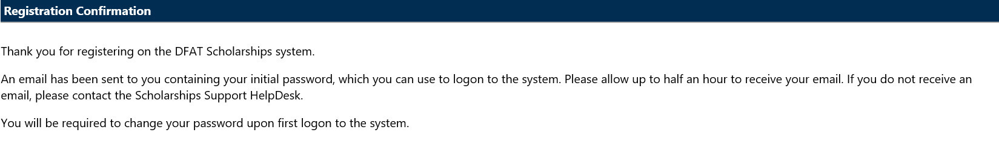 Registration Confirmation
Thank you for registering on the DFAT Scholarships system.
An email has been sent to you containing your initial password, which you can use to logon to the system. Please allow up to half an hour to receive your email. If you do not receive an
email, please contact the Scholarships Support HelpDesk.
You will be required to change your password upon first logon to the system.